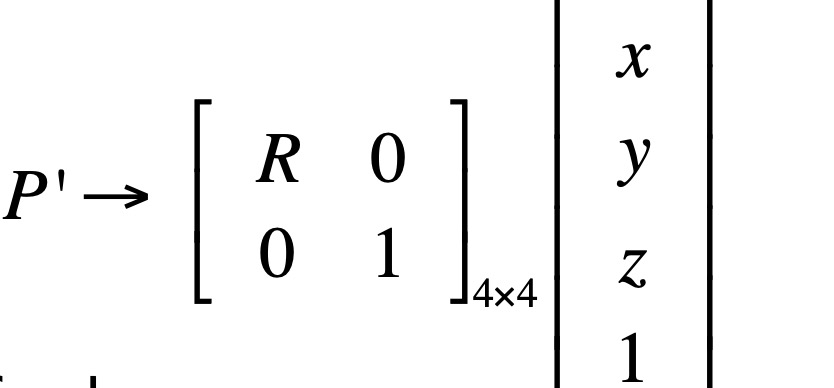 P' → [ R 0
0 1 ]4×4
x
y
z
1